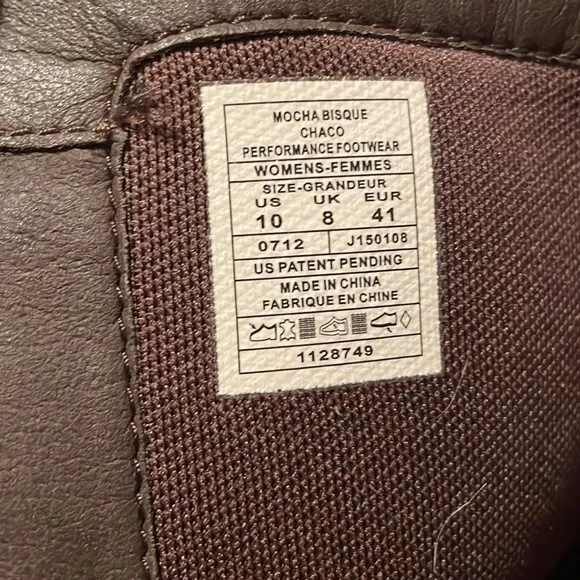 MOCHA BISQUE
CHACO
PERFORMANCE FOOTWEAR
WOMENS-FEMMES
SIZE-GRANDEUR
US UK EUR
10 8 41
0712 J150108
US PATENT PENDING
MADE IN CHINA
FABRIQUE EN CHINE
1128749